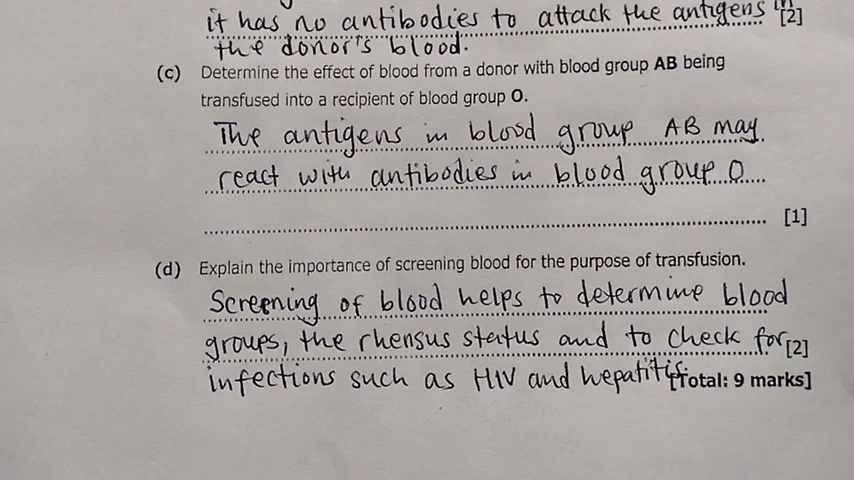 it has no antibodies to attack the antigens in [2]
the donor's blood.
(c) Determine the effect of blood from a donor with blood group AB being
transfused into a recipient of blood group O.
The antigens in blood group AB may
react with antibodies in blood group O
[1]
(d) Explain the importance of screening blood for the purpose of transfusion.
Screening of blood helps to determine blood
groups, the rhensus status and to check for [2]
infections such as HIV and hepatitis.
[Total: 9 marks]